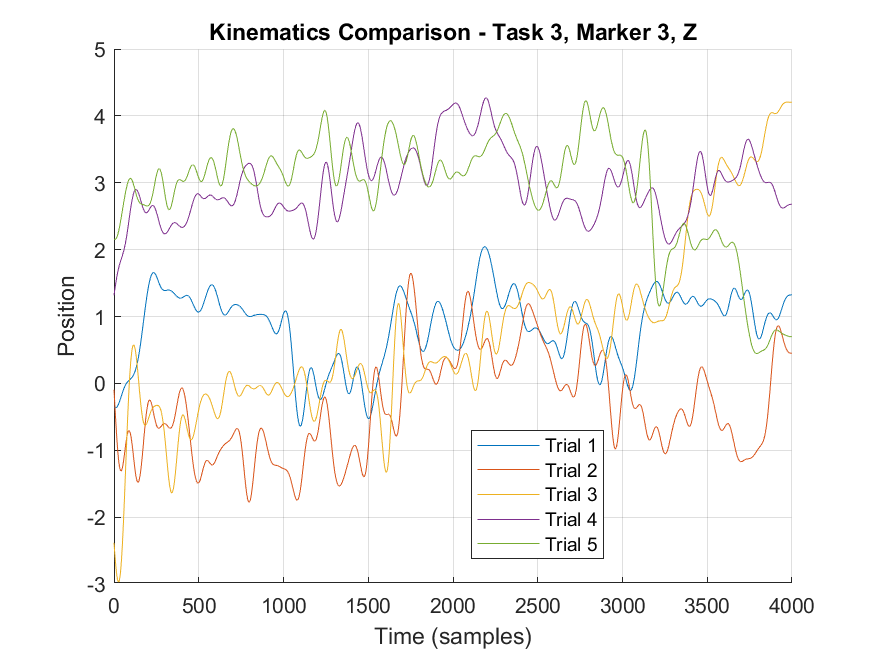 Kinematics Comparison - Task 3, Marker 3, Z
5
4
3
2
1
0
-1
-2
-3
Position
Trial 1
Trial 2
Trial 3
Trial 4
Trial 5
0 500 1000 1500 2000 2500 3000 3500 4000
Time (samples)